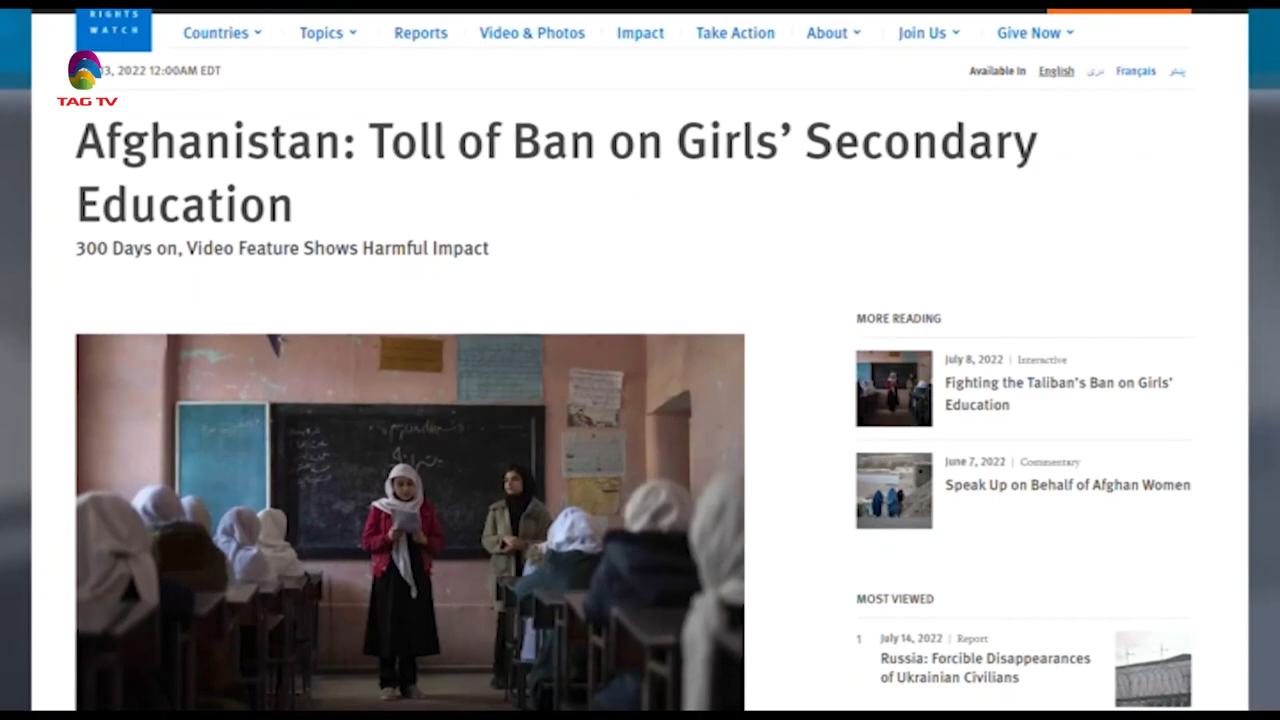 RIGHTS
WATCH
Countries
Topics
Reports
Video & Photos
Impact
Take Action
About
Join Us
Give Now
TAG TV
13, 2022 12:00AM EDT
Available In English دری Français پښتو
Afghanistan: Toll of Ban on Girls’ Secondary
Education
300 Days on, Video Feature Shows Harmful Impact
MORE READING
July 8, 2022 | Interactive
Fighting the Taliban’s Ban on Girls’
Education
June 7, 2022 | Commentary
Speak Up on Behalf of Afghan Women
MOST VIEWED
1 July 14, 2022 | Report
Russia: Forcible Disappearances
of Ukrainian Civilians